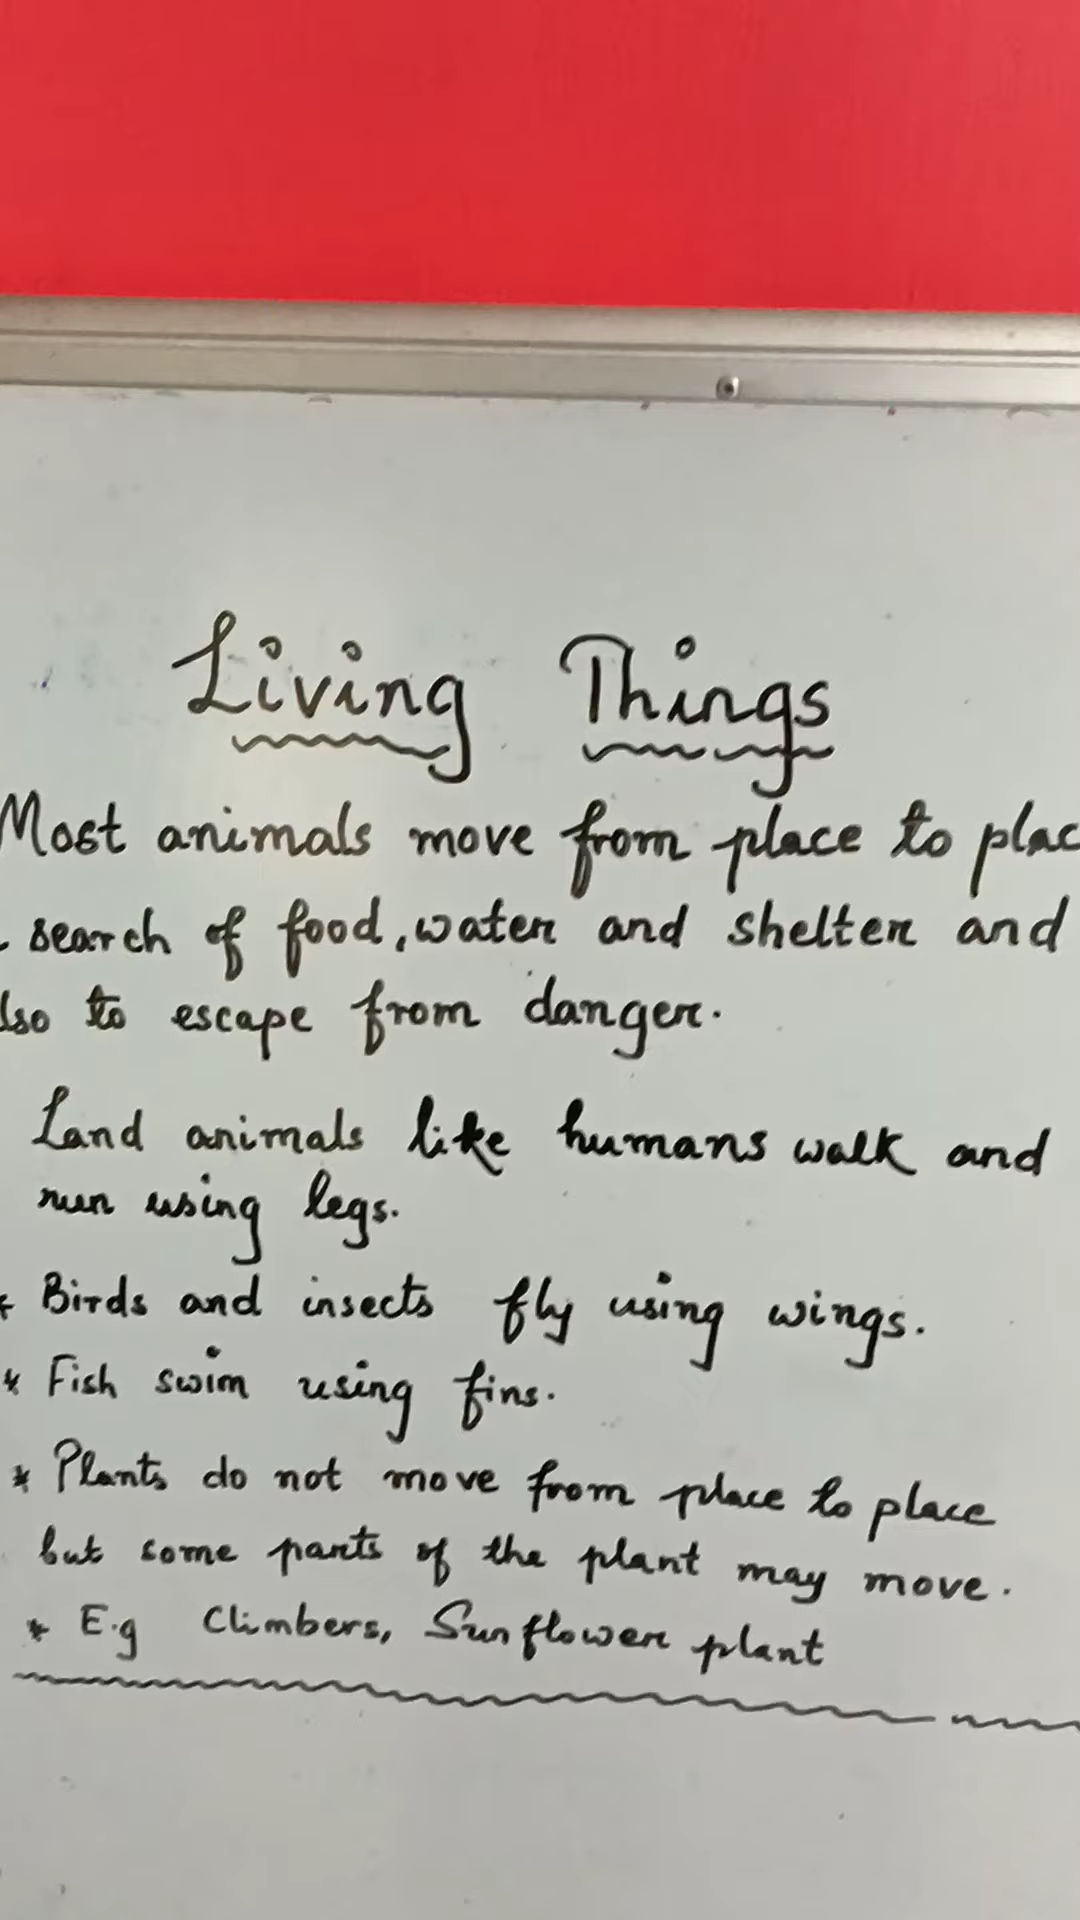 Living Things
Most animals move from place to plac
search of food, water and shelter and
lso to escape from danger.
Land animals like humans walk and
run using legs.
* Birds and insects fly using wings.
* Fish swim using fins.
* Plants do not move from place to place
but some parts of the plant may move.
* E.g Climbers, Sunflower plant